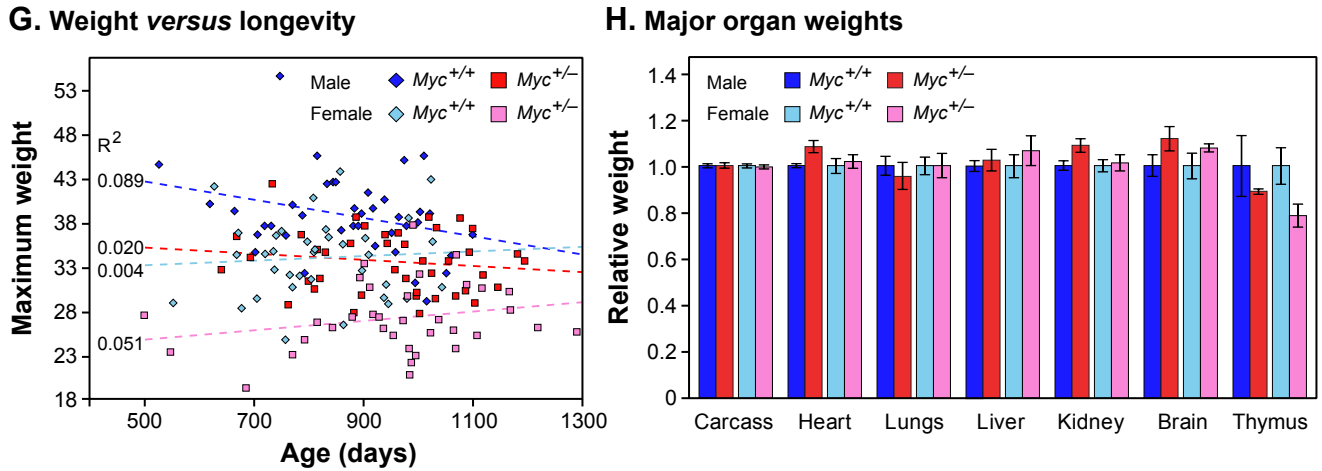 G. Weight versus longevity
Maximum weight
53
48
43
38
33
28
23
18
R²
0.089
0.020
0.004
0.051
Male Myc+/+ Myc+/–
Female Myc+/+ Myc+/–
500 700 900 1100 1300
Age (days)
H. Major organ weights
Relative weight
1.4
1.2
1.0
0.8
0.6
0.4
0.2
0
Male Myc+/+ Myc+/–
Female Myc+/+ Myc+/–
Carcass Heart Lungs Liver Kidney Brain Thymus